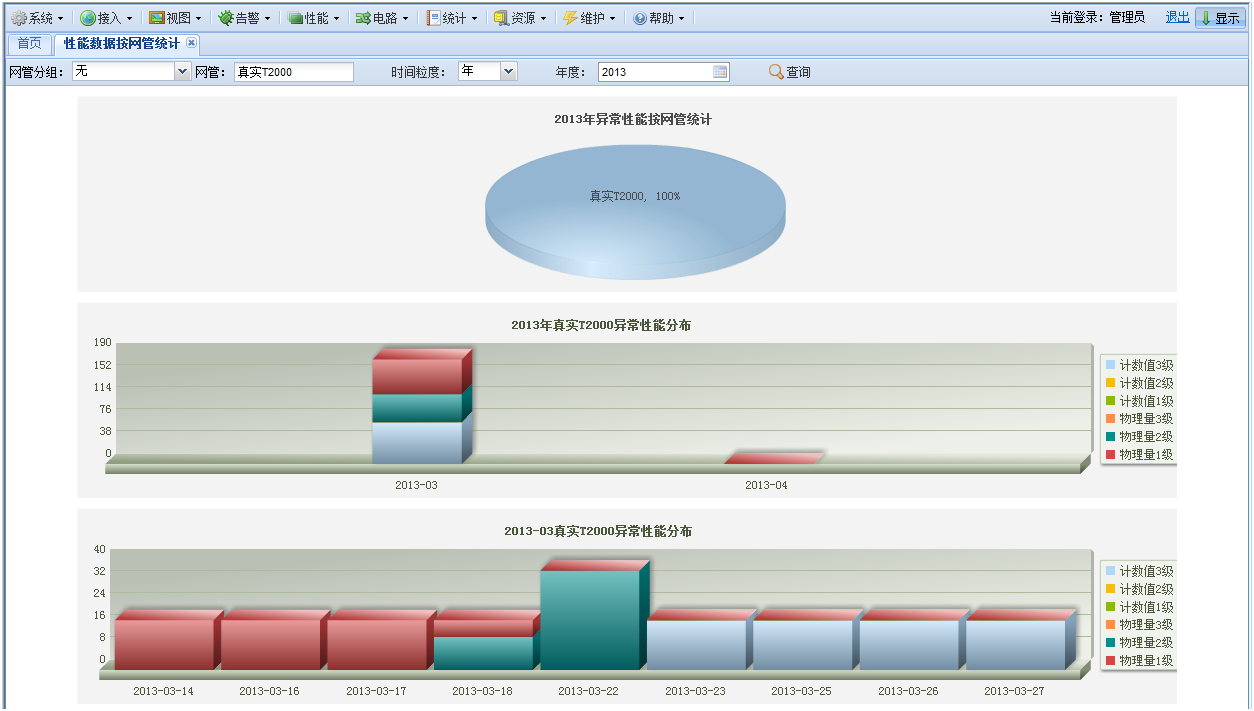 系统 接入 视图 告警 性能 电路 统计 资源 维护 帮助 当前登录：管理员 退出 显示
首页 性能数据按网管统计
网管分组： 无 网管： 真实T2000 时间粒度： 年 年度： 2013 查询
2013年异常性能按网管统计
真实T2000, 100%
2013年真实T2000异常性能分布
190
152
114
76
38
0
2013-03 2013-04
计数值3级
计数值2级
计数值1级
物理量3级
物理量2级
物理量1级
2013-03真实T2000异常性能分布
40
32
24
16
8
0
2013-03-14 2013-03-16 2013-03-17 2013-03-18 2013-03-22 2013-03-23 2013-03-25 2013-03-26 2013-03-27
计数值3级
计数值2级
计数值1级
物理量3级
物理量2级
物理量1级